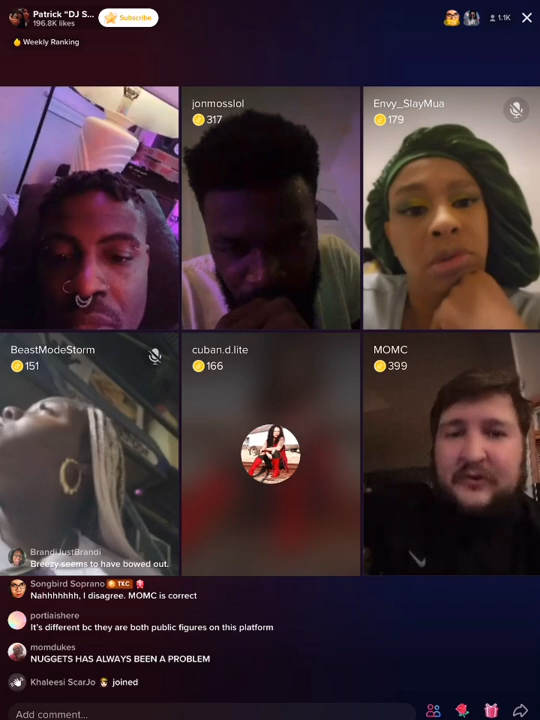 Patrick "DJ S...
196.8K likes
Subscribe
1.1K
Weekly Ranking
jonmosslol
317
Envy_SlayMua
179
BeastModeStorm
151
cuban.d.lite
166
MOMC
399
BrandiJustBrandi
Breezy seems to have bowed out.
Songbird Soprano TKC
Nahhhhhhh, I disagree. MOMC is correct
portiaishere
It's different bc they are both public figures on this platform
momdukes
NUGGETS HAS ALWAYS BEEN A PROBLEM
Khaleesi ScarJo joined
Add comment...